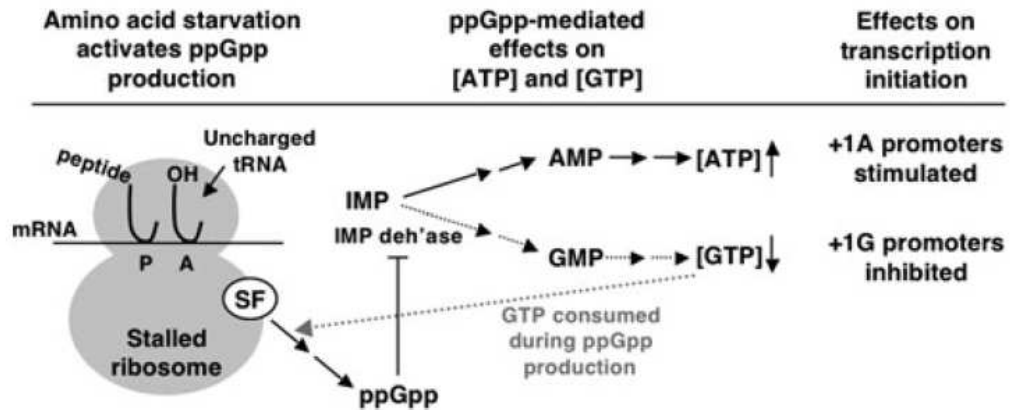 Amino acid starvation
activates ppGpp
production
ppGpp-mediated
effects on
[ATP] and [GTP]
Effects on
transcription
initiation
Uncharged
tRNA
peptide
OH
mRNA
P
A
SF
Stalled
ribosome
ppGpp
IMP
IMP deh'ase
AMP
[ATP]
GMP
[GTP]
GTP consumed
during ppGpp
production
+1A promoters
stimulated
+1G promoters
inhibited